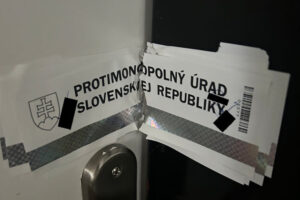 PROTIMONOPOLNÝ ÚRAD
SLOVENSKEJ REPUBLIKY